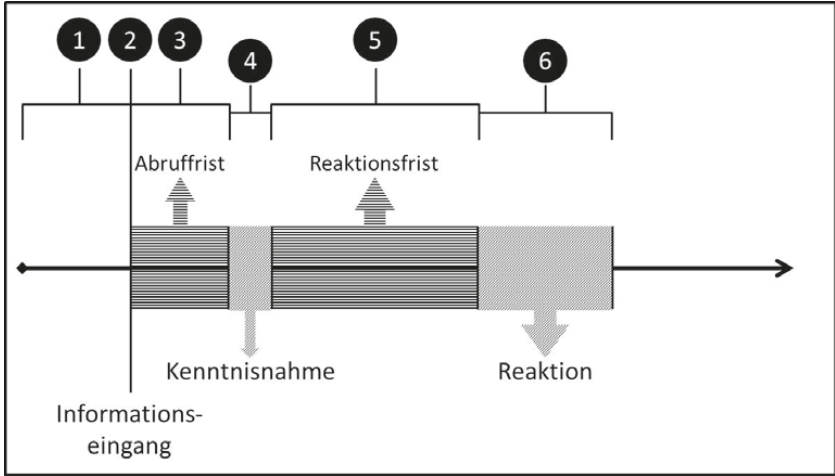 1
2
3
4
5
6
Abruffrist
Reaktionsfrist
Kenntnisnahme
Reaktion
Informations-
eingang